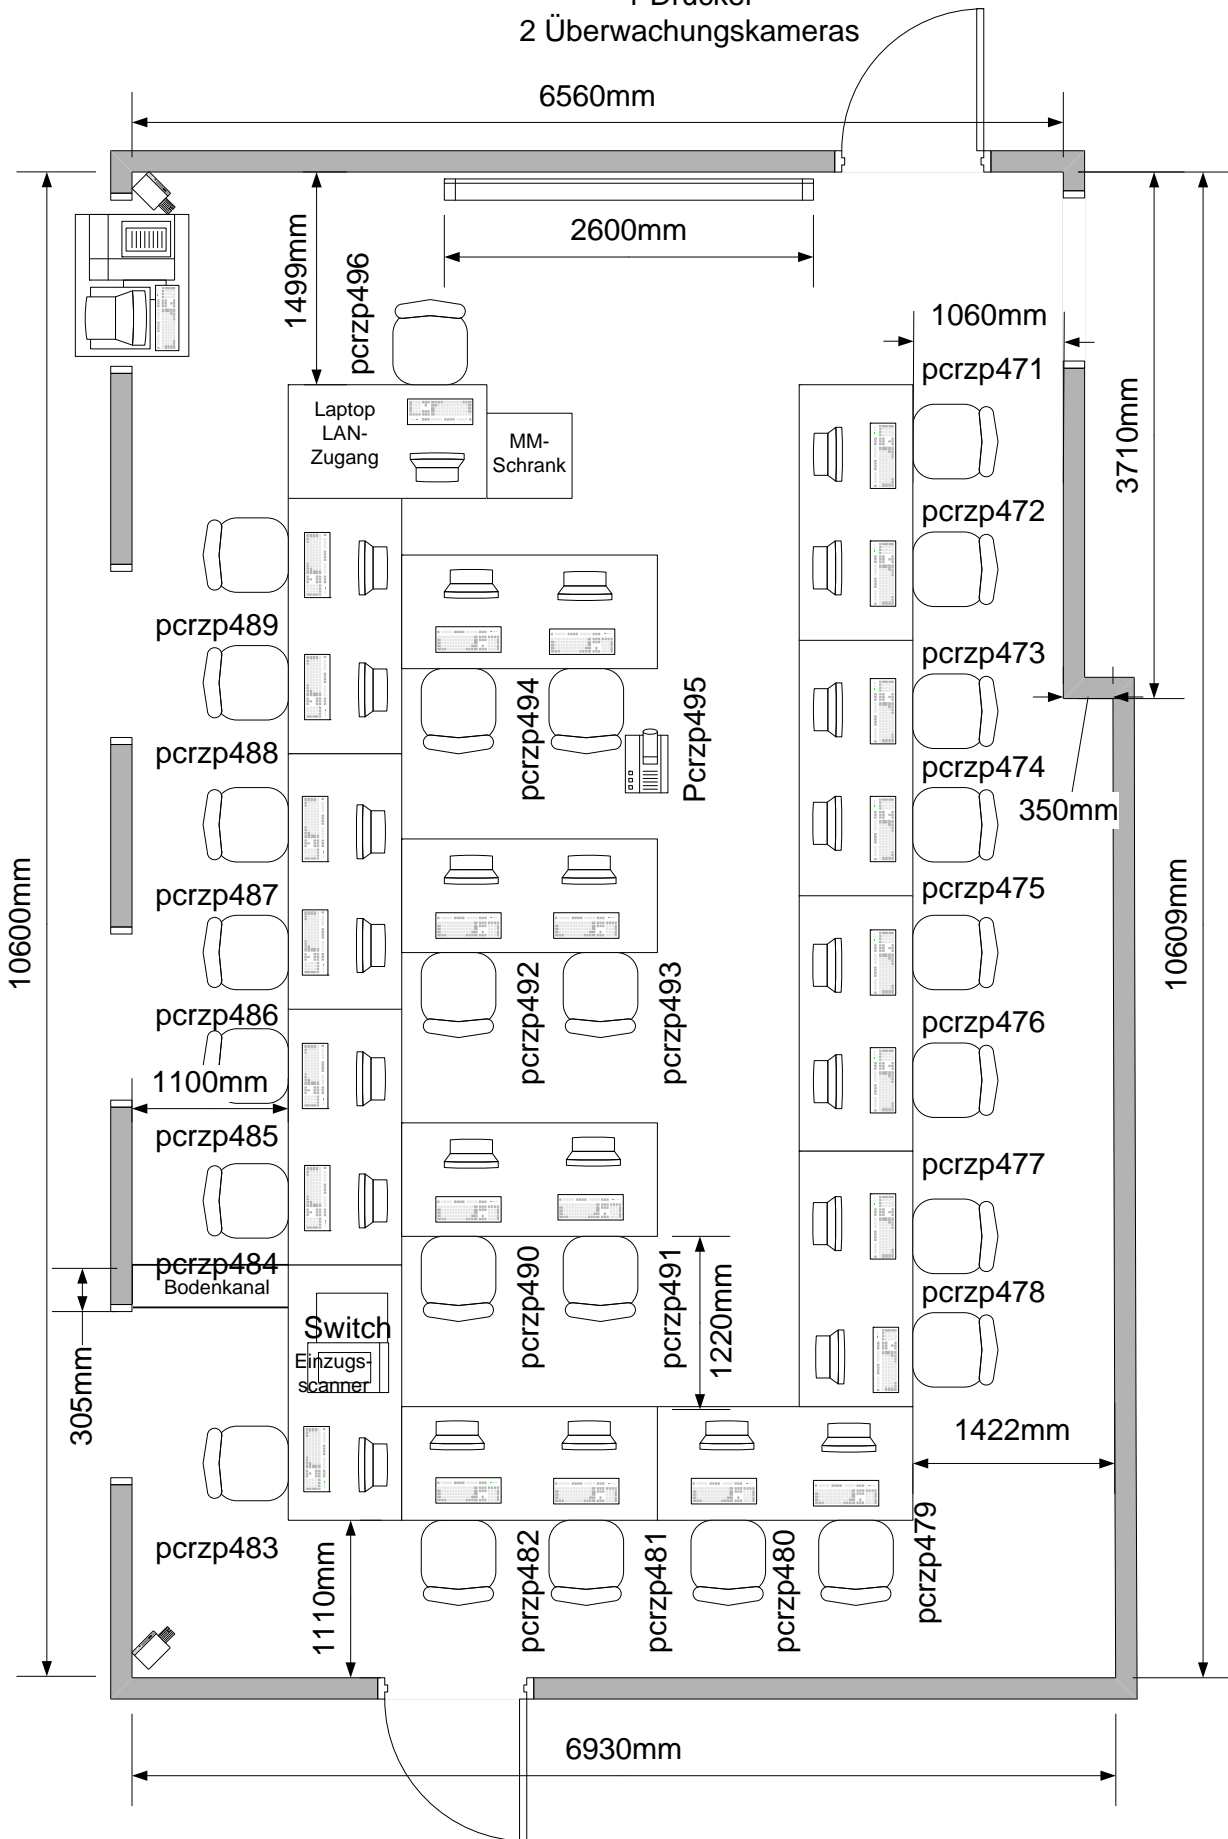 1 Drucker
2 Überwachungskameras
6560mm
2600mm
1499mm
pcrzp496
1060mm
pcrzp471
3710mm
Laptop
LAN-
Zugang
MM-
Schrank
pcrzp472
pcrzp489
pcrzp473
pcrzp494
Pcrzp495
pcrzp488
pcrzp474
350mm
pcrzp487
pcrzp475
10600mm
10609mm
pcrzp492
pcrzp493
pcrzp486
pcrzp476
1100mm
pcrzp485
pcrzp477
pcrzp484
Bodenkanal
pcrzp490
pcrzp491
1220mm
pcrzp478
Switch
Einzugs-
scanner
305mm
1422mm
pcrzp483
1110mm
pcrzp482
pcrzp481
pcrzp480
pcrzp479
6930mm